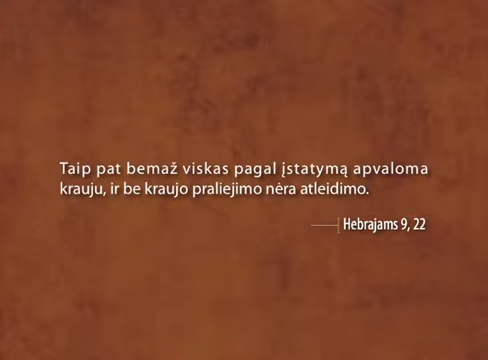 Taip pat bemaž viskas pagal įstatymą apvaloma
krauju, ir be kraujo praliejimo nėra atleidimo.
Hebrajams 9, 22